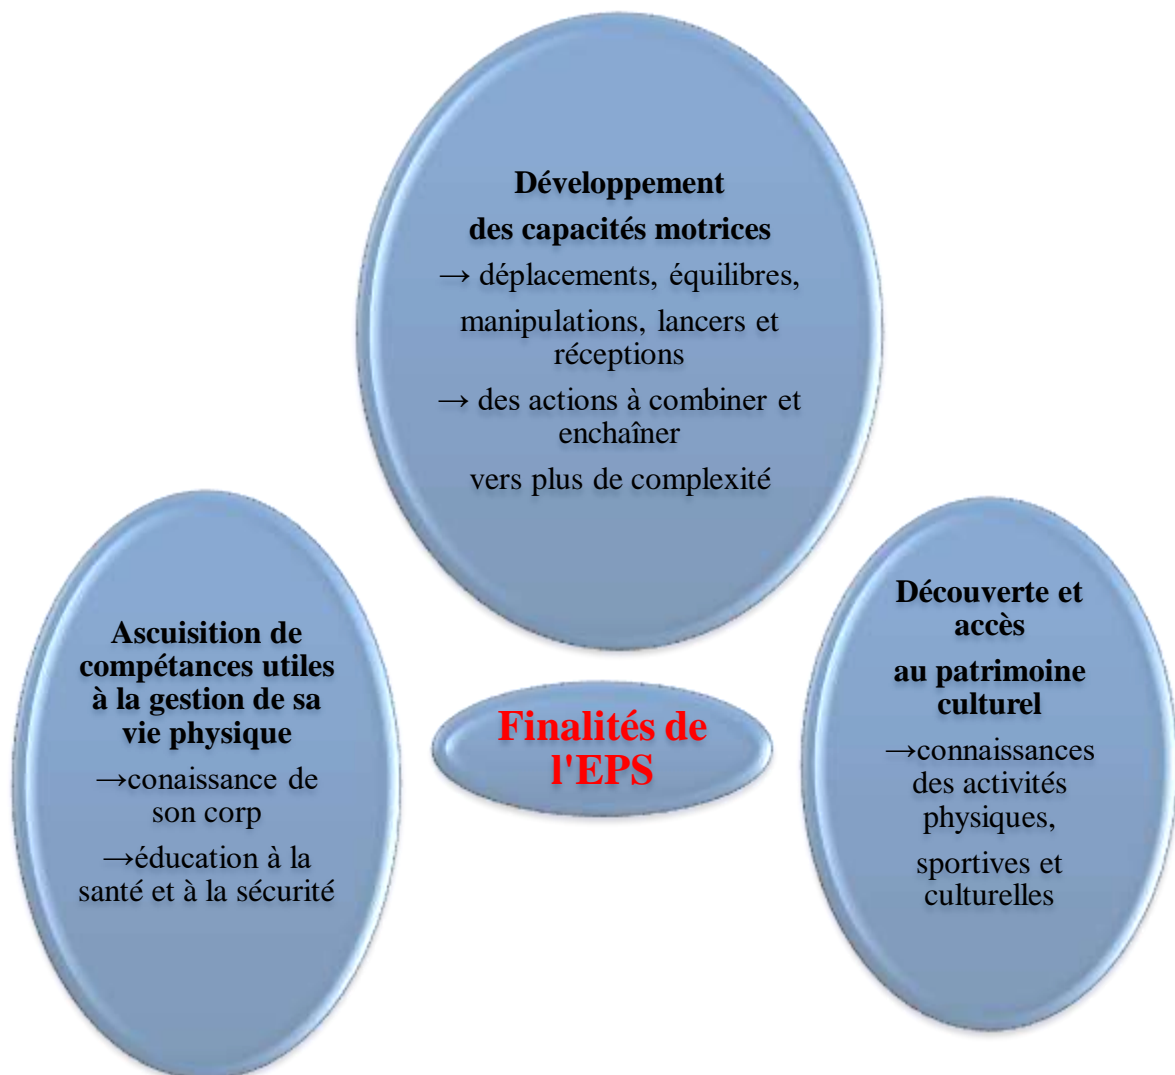 Développement
des capacités motrices
→ déplacements, équilibres,
manipulations, lancers et
réceptions
→ des actions à combiner et
enchaîner
vers plus de complexité
Ascuisition de
compétances utiles
à la gestion de sa
vie physique
→conaissance de
son corp
→éducation à la
santé et à la sécurité
Finalités de
l'EPS
Découverte et
accès
au patrimoine
culturel
→connaissances
des activités
physiques,
sportives et
culturelles